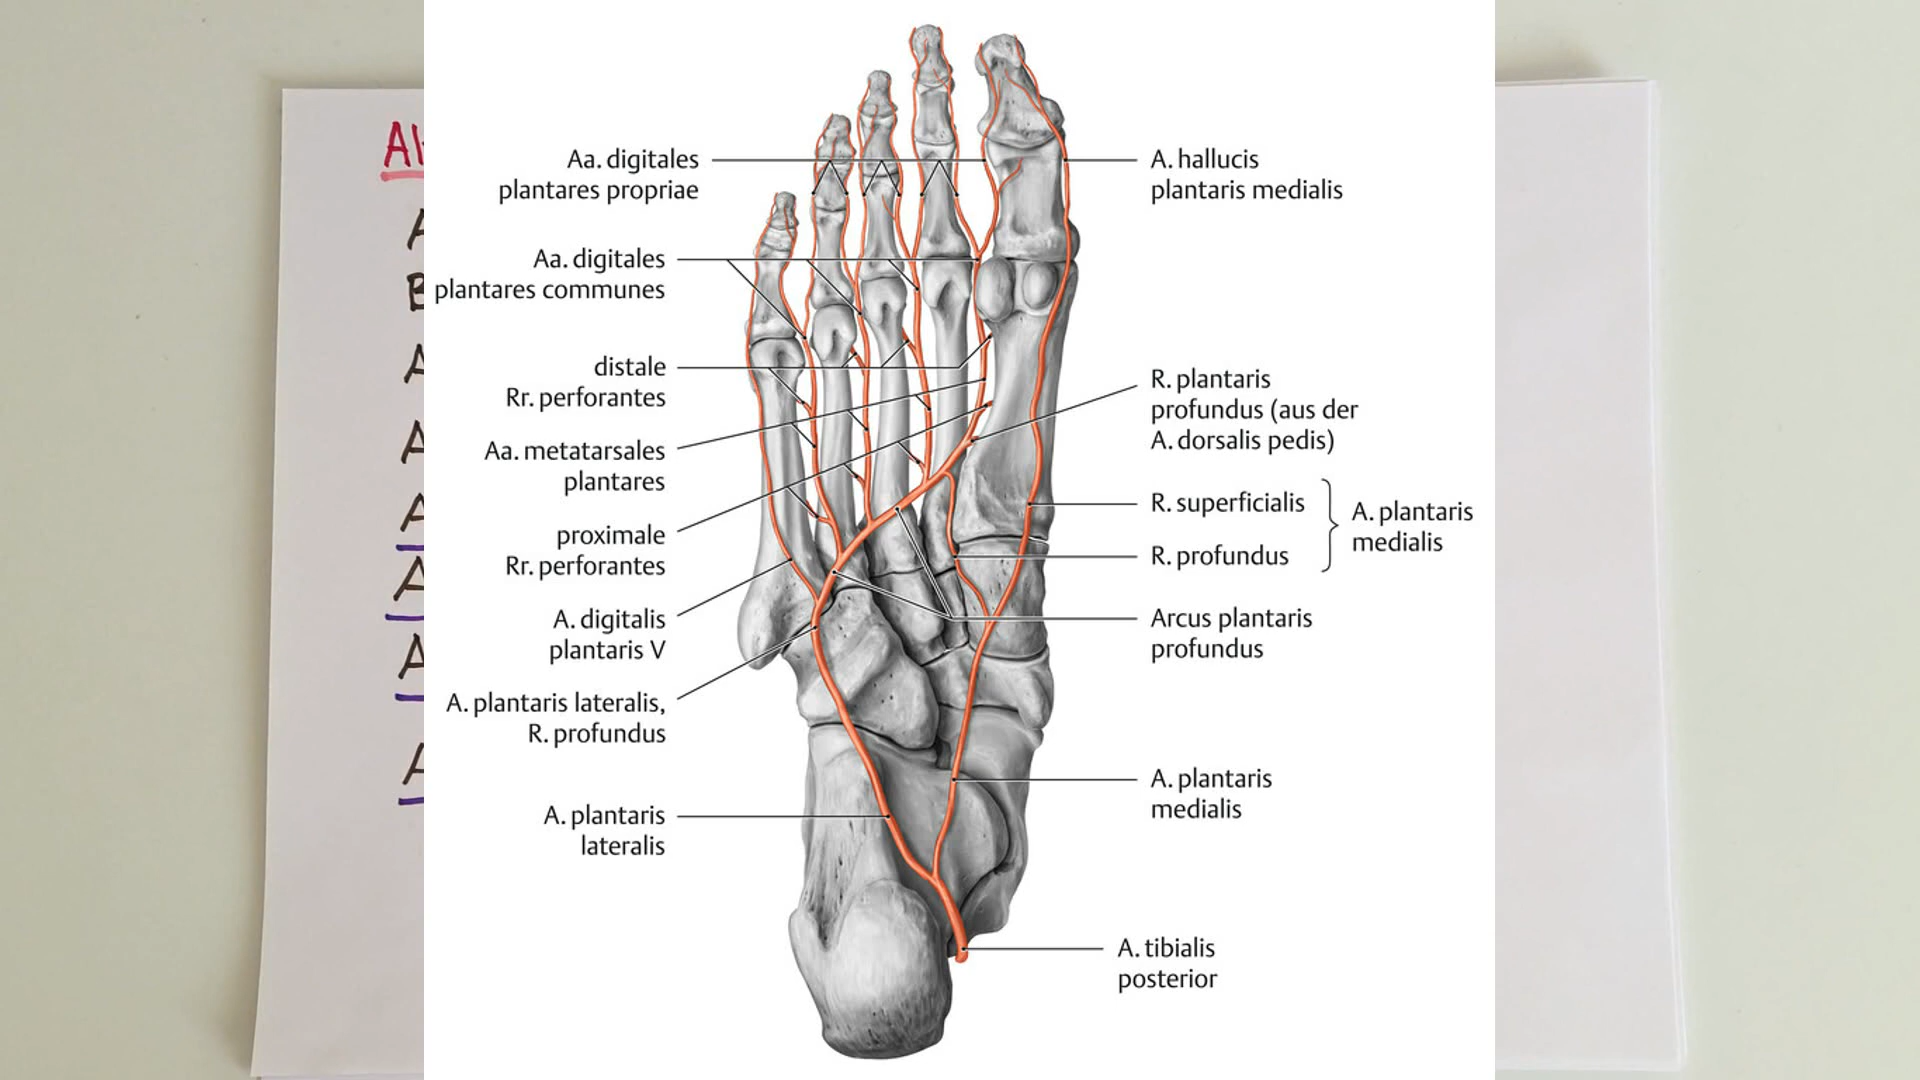 Aa. digitales
plantares propriae
Aa. digitales
plantares communes
distale
Rr. perforantes
Aa. metatarsales
plantares
proximale
Rr. perforantes
A. digitalis
plantaris V
A. plantaris lateralis,
R. profundus
A. plantaris
lateralis
A. hallucis
plantaris medialis
R. plantaris
profundus (aus der
A. dorsalis pedis)
R. superficialis
R. profundus
A. plantaris
medialis
Arcus plantaris
profundus
A. plantaris
medialis
A. tibialis
posterior